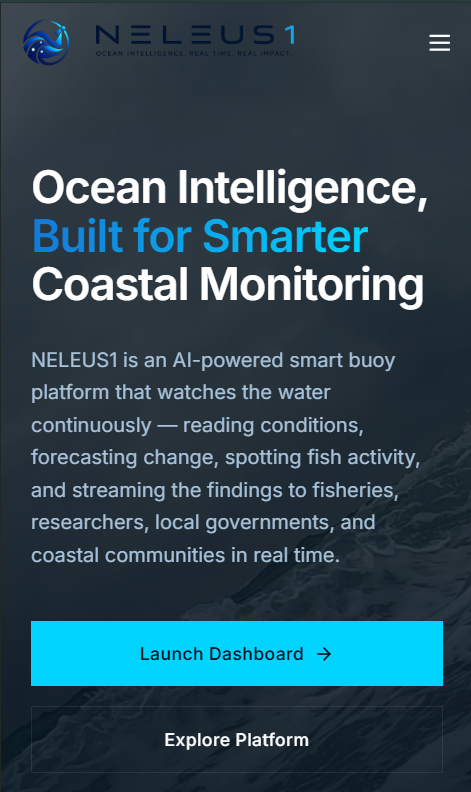 NELEUS 1
OCEAN INTELLIGENCE. REAL TIME. REAL IMPACT.
Ocean Intelligence,
Built for Smarter
Coastal Monitoring
NELEUS1 is an AI-powered smart buoy
platform that watches the water
continuously — reading conditions,
forecasting change, spotting fish activity,
and streaming the findings to fisheries,
researchers, local governments, and
coastal communities in real time.
Launch Dashboard →
Explore Platform